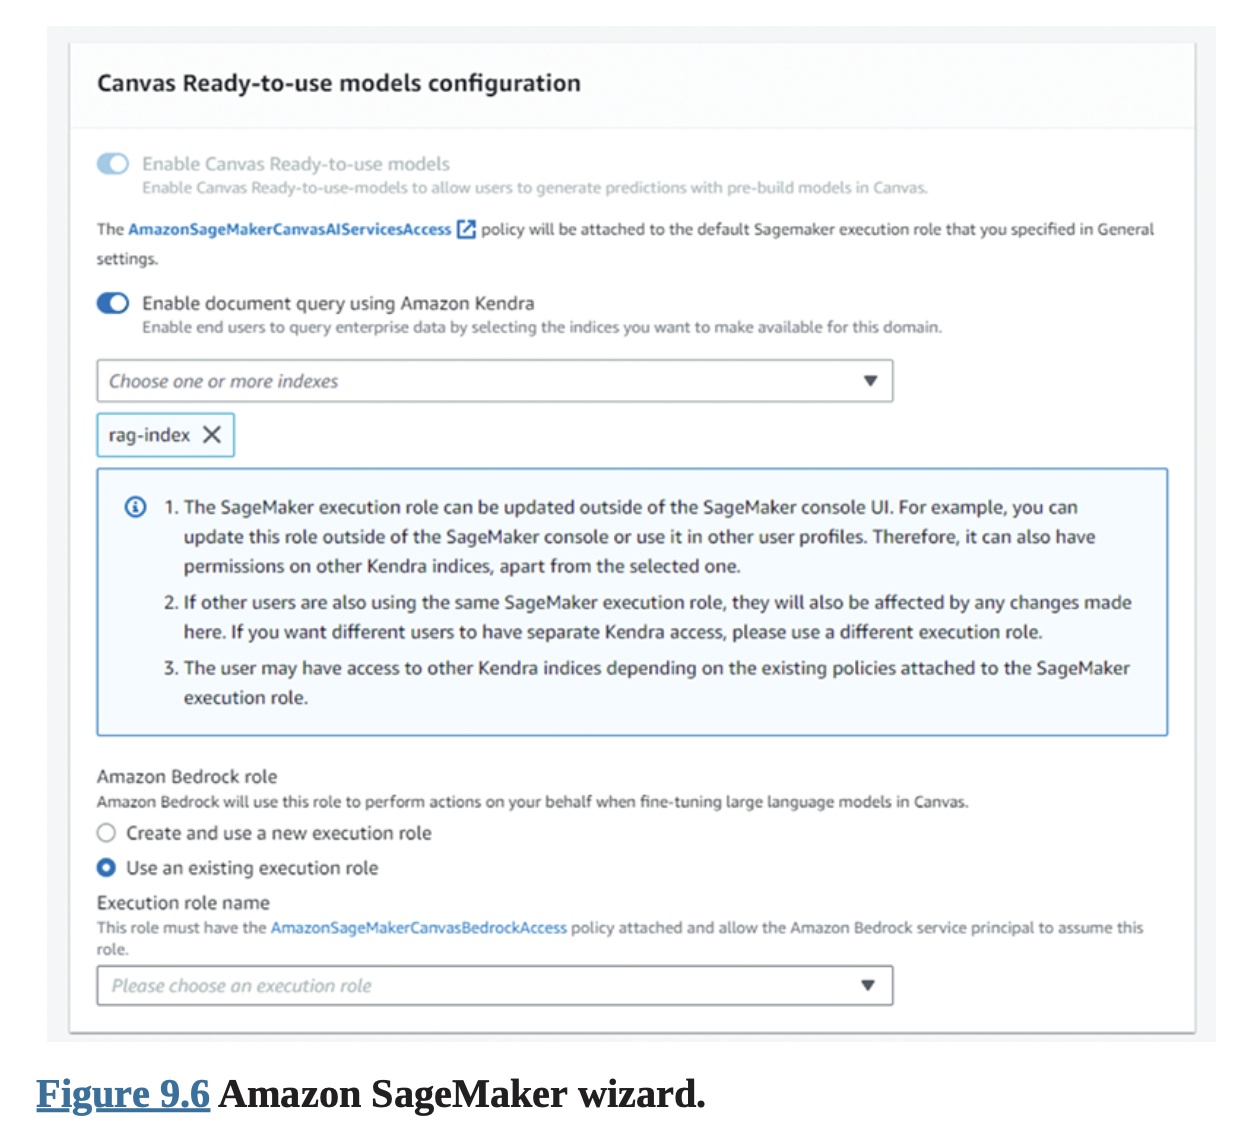 Canvas Ready-to-use models configuration
Enable Canvas Ready-to-use models
Enable Canvas Ready-to-use-models to allow users to generate predictions with pre-build models in Canvas.
The AmazonSageMakerCanvasAIServicesAccess policy will be attached to the default Sagemaker execution role that you specified in General
settings.
Enable document query using Amazon Kendra
Enable end users to query enterprise data by selecting the indices you want to make available for this domain.
Choose one or more indexes
rag-index
1. The SageMaker execution role can be updated outside of the SageMaker console UI. For example, you can
update this role outside of the SageMaker console or use it in other user profiles. Therefore, it can also have
permissions on other Kendra indices, apart from the selected one.
2. If other users are also using the same SageMaker execution role, they will also be affected by any changes made
here. If you want different users to have separate Kendra access, please use a different execution role.
3. The user may have access to other Kendra indices depending on the existing policies attached to the SageMaker
execution role.
Amazon Bedrock role
Amazon Bedrock will use this role to perform actions on your behalf when fine-tuning large language models in Canvas.
Create and use a new execution role
Use an existing execution role
Execution role name
This role must have the AmazonSageMakerCanvasBedrockAccess policy attached and allow the Amazon Bedrock service principal to assume this
role.
Please choose an execution role
Figure 9.6 Amazon SageMaker wizard.